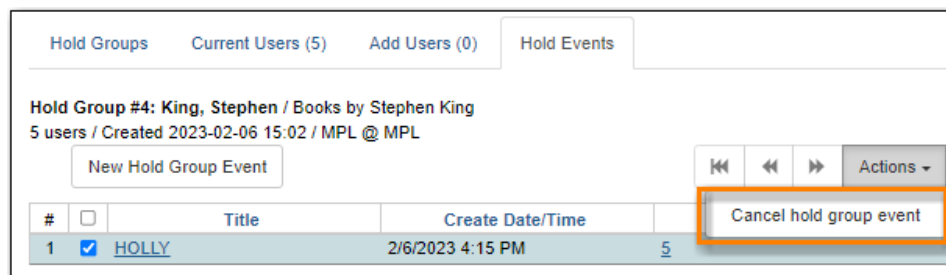 Hold Groups Current Users (5) Add Users (0) Hold Events
Hold Group #4: King, Stephen / Books by Stephen King
5 users / Created 2023-02-06 15:02 / MPL @ MPL
New Hold Group Event Actions
Cancel hold group event
# Title Create Date/Time
1 HOLLY 2/6/2023 4:15 PM 5